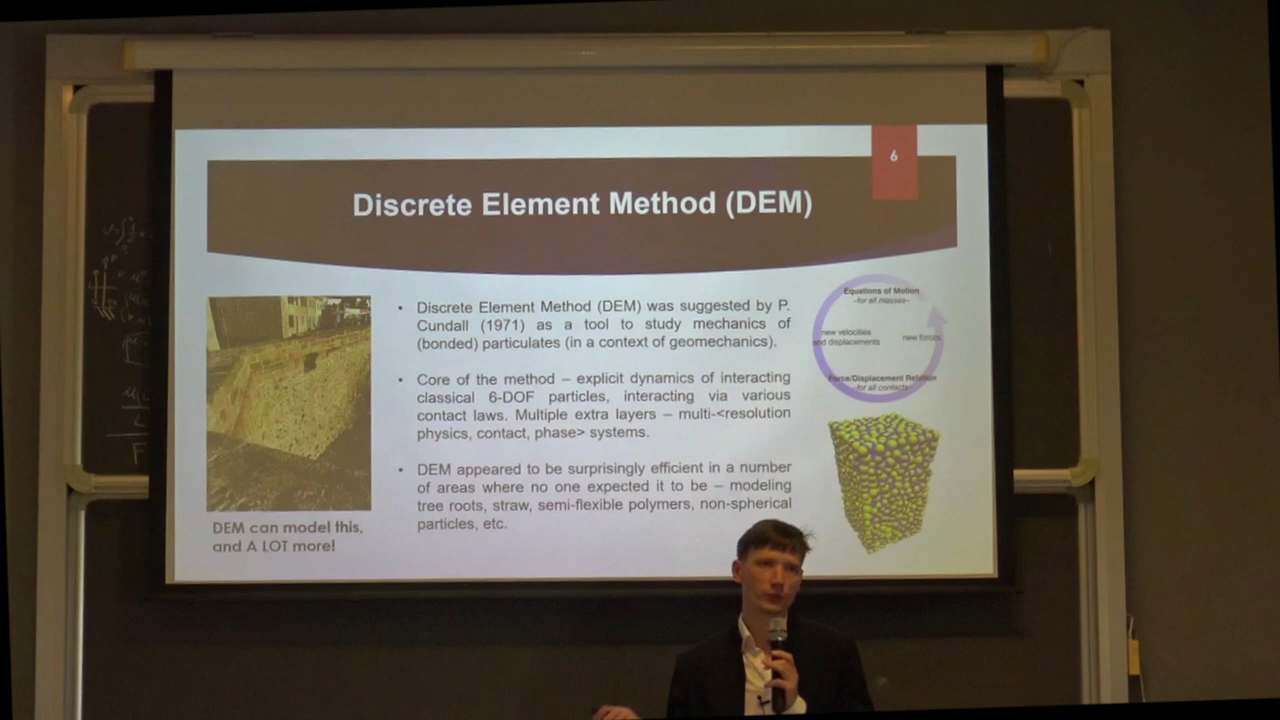 6
Discrete Element Method (DEM)
• Discrete Element Method (DEM) was suggested by P.
Cundall (1971) as a tool to study mechanics of
(bonded) particulates (in a context of geomechanics).
• Core of the method – explicit dynamics of interacting
classical 6-DOF particles, interacting via various
contact laws. Multiple extra layers – multi-<resolution
physics, contact, phase> systems.
• DEM appeared to be surprisingly efficient in a number
of areas where no one expected it to be – modeling
tree roots, straw, semi-flexible polymers, non-spherical
particles, etc.
DEM can model this,
and A LOT more!
Equations of Motion
–for all masses–
new velocities
and displacements
new forces
Force/Displacement Relation
–for all contacts–